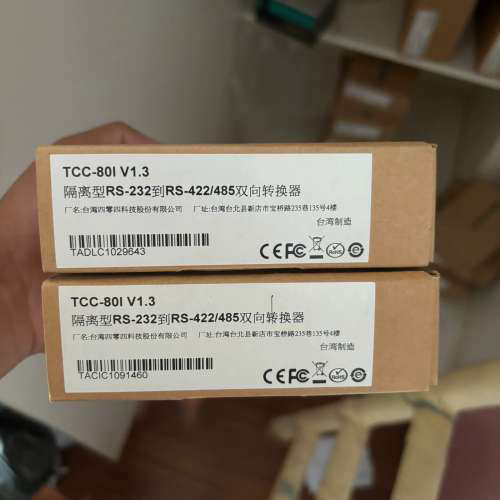 TCC-80I V1.3
隔离型RS-232到RS-422/485双向转换器
厂名:台湾四零四科技股份有限公司 厂址:台湾台北县新店市宝桥路235巷135号4楼
台湾制造
TADLC1029643
CE FC RoHS
TCC-80I V1.3
隔离型RS-232到RS-422/485双向转换器
厂名:台湾四零四科技股份有限公司 厂址:台湾台北县新店市宝桥路235巷135号4楼
台湾制造
TACIC1091460
CE FC RoHS